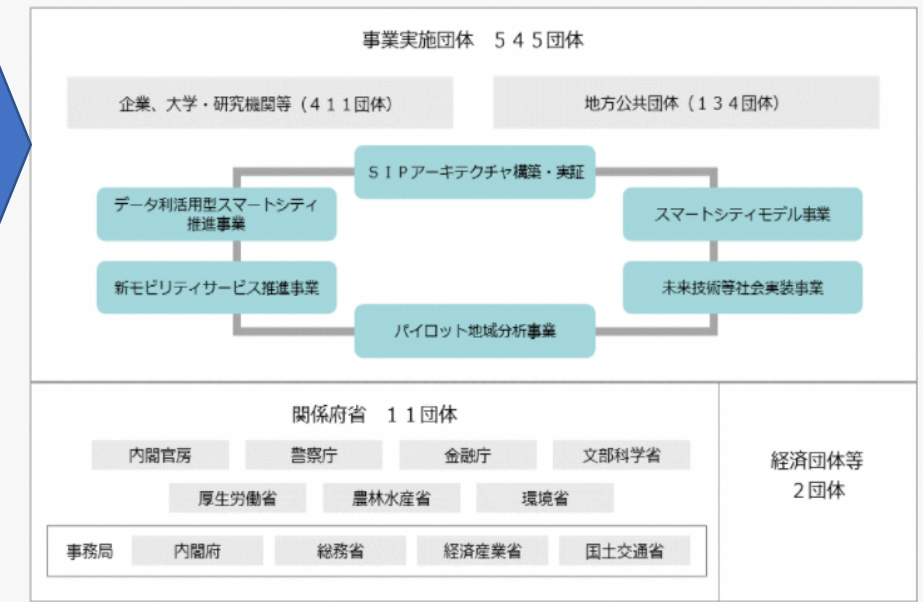 事業実施団体　５４５団体
企業、大学・研究機関等（４１１団体）
地方公共団体（１３４団体）
ＳＩＰアーキテクチャ構築・実証
データ利活用型スマートシティ
推進事業
スマートシティモデル事業
新モビリティサービス推進事業
未来技術等社会実装事業
パイロット地域分析事業
関係府省　１１団体
内閣官房
警察庁
金融庁
文部科学省
厚生労働省
農林水産省
環境省
事務局
内閣府
総務省
経済産業省
国土交通省
経済団体等
２団体